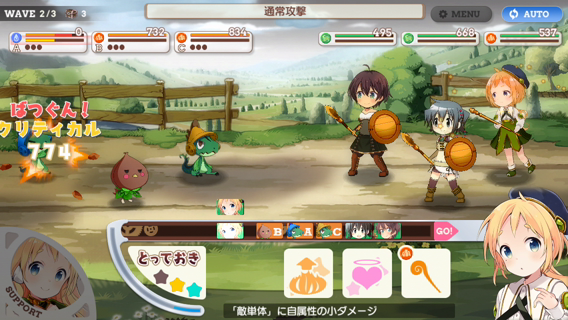 WAVE 2/3 3
通常攻撃
MENU
AUTO
0
A
732
B
834
C
495
668
537
ばつぐん!
クリティカル
774
B A C GO!
とっておき
SUPPORT
「敵単体」に自属性の小ダメージ